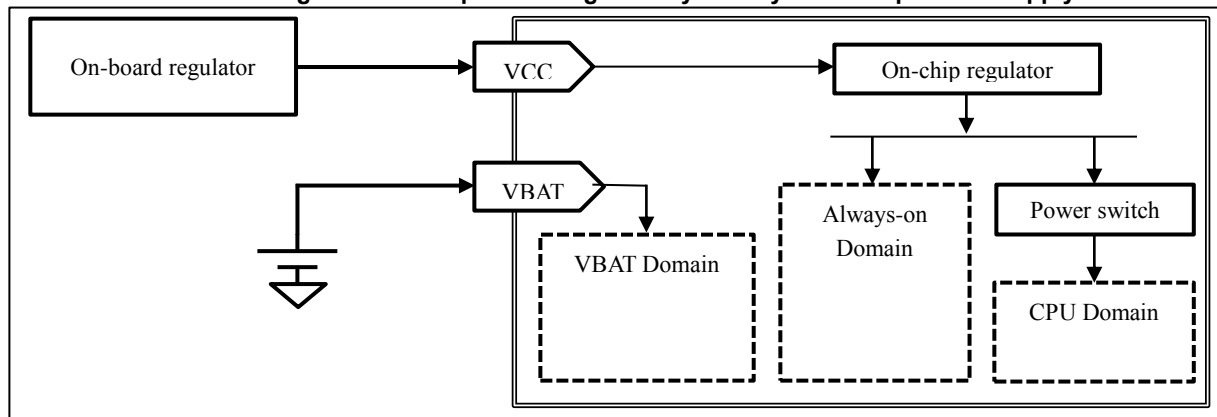 On-board regulator
VCC
On-chip regulator
VBAT
Always-on
Domain
Power switch
VBAT Domain
CPU Domain